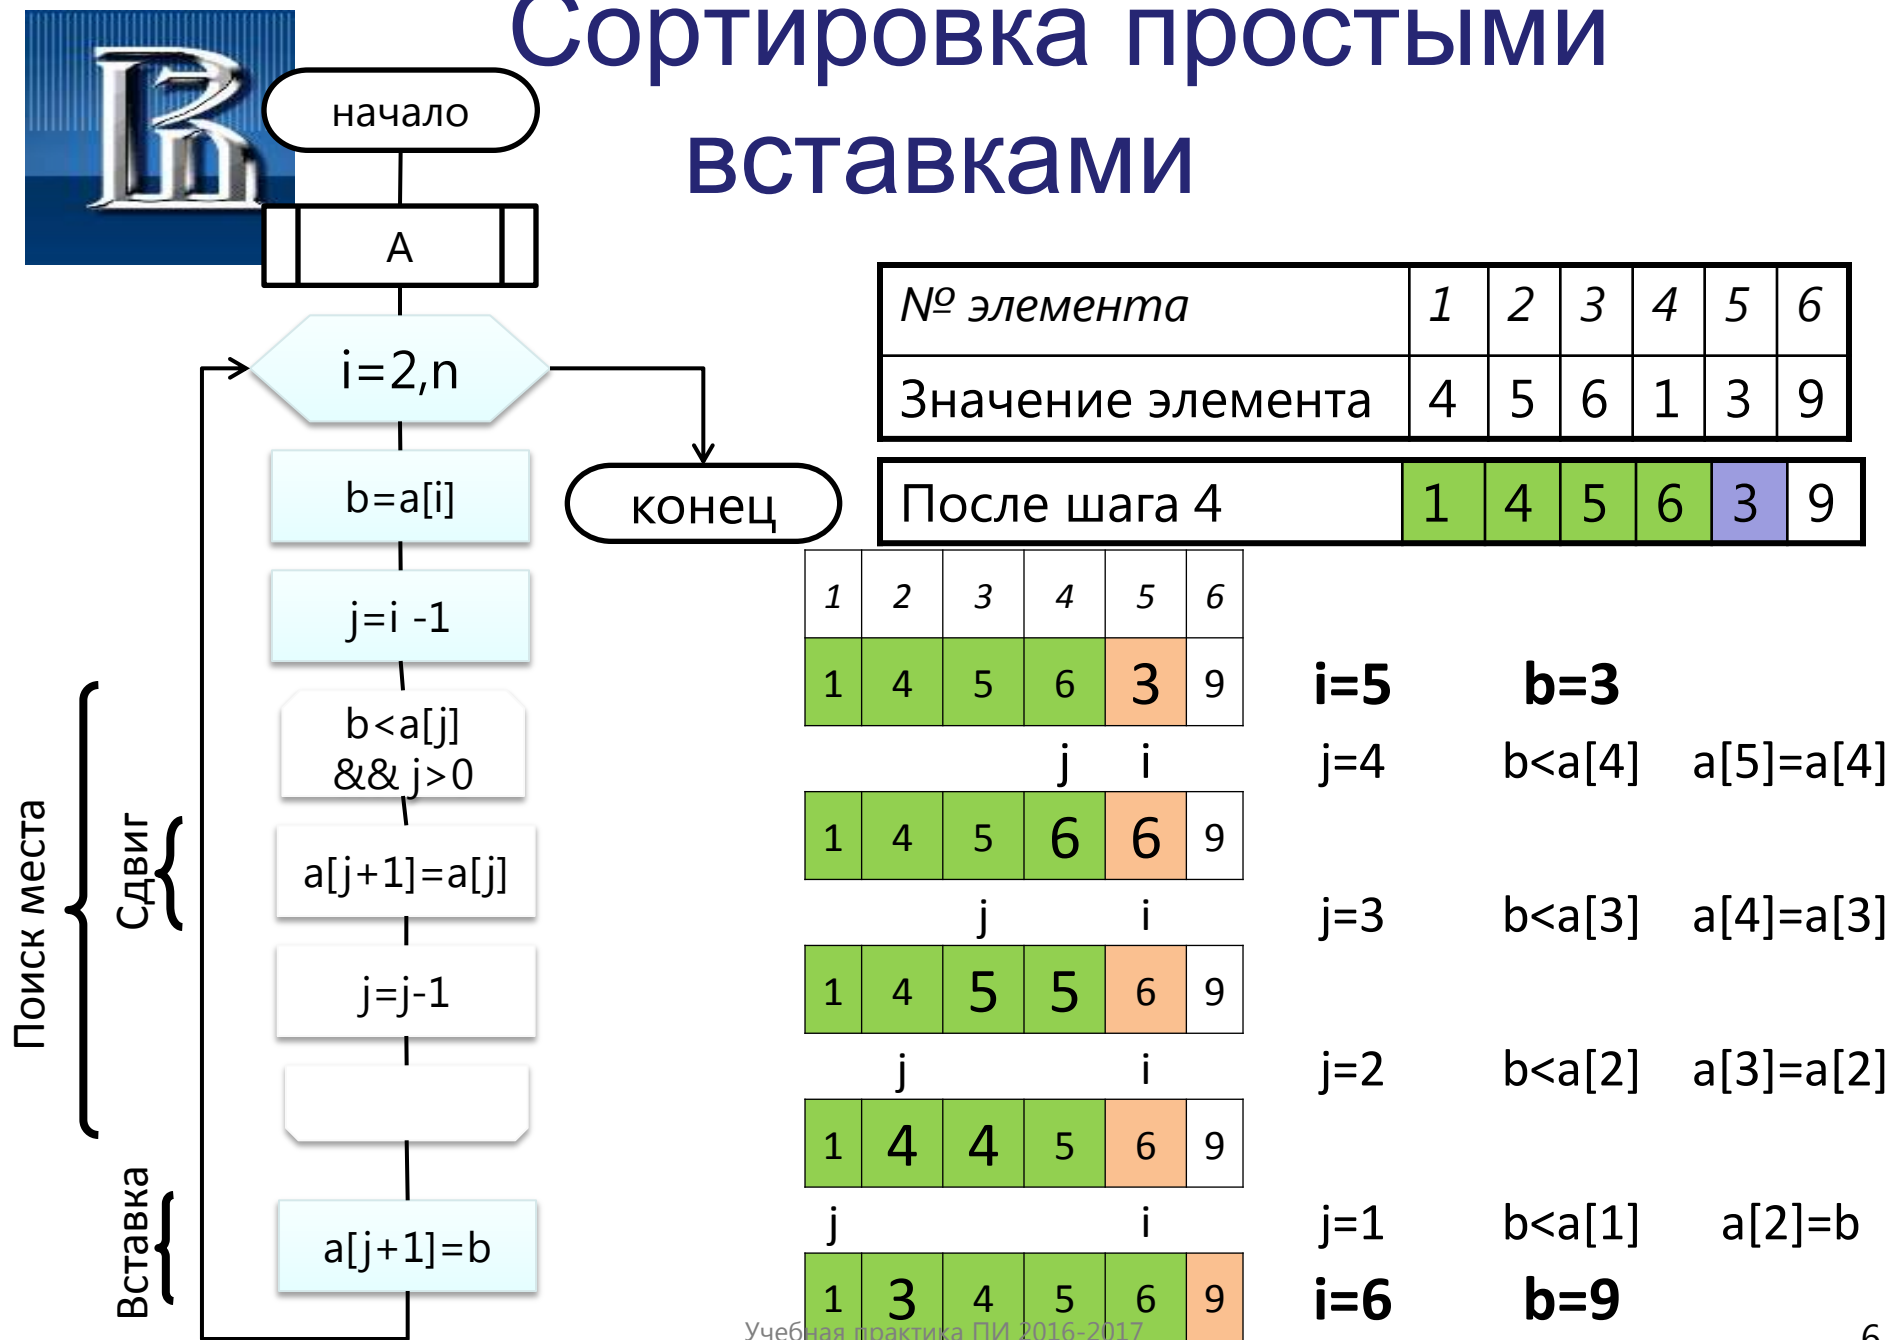 Сортировка простыми
вставками
начало
A
i=2,n
b=a[i]
конец
j=i -1
b<a[j]
&& j>0
a[j+1]=a[j]
j=j-1
a[j+1]=b
Поиск места
Сдвиг
Вставка
№ элемента 1 2 3 4 5 6
Значение элемента 4 5 6 1 3 9
После шага 4 1 4 5 6 3 9
1 2 3 4 5 6
1 4 5 6 3 9 i=5 b=3
j i j=4 b<a[4] a[5]=a[4]
1 4 5 6 6 9
j i j=3 b<a[3] a[4]=a[3]
1 4 5 5 6 9
j i j=2 b<a[2] a[3]=a[2]
1 4 4 5 6 9
j i j=1 b<a[1] a[2]=b
1 3 4 5 6 9 i=6 b=9
Учебная практика ПИ 2016-2017
6